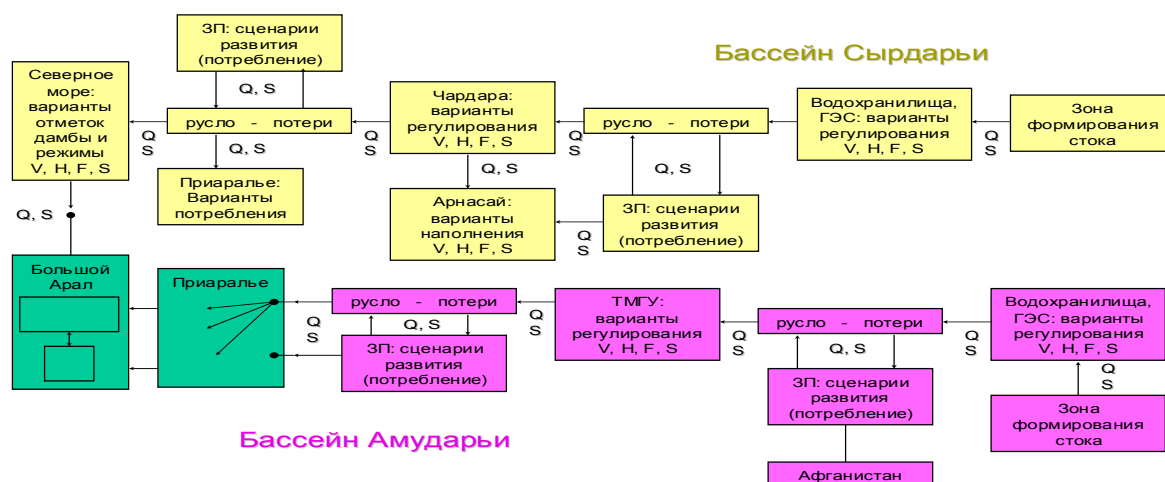 Бассейн Сырдарьи
ЗП: сценарии
развития
(потребление)
Q, S
Северное
море:
варианты
отметок
дамбы и
режимы
V, H, F, S
Q
S
русло - потери
Q, S
Приаралье:
Варианты
потребления
Q
S
Чардара:
варианты
регулирования
V, H, F, S
Q
S
русло - потери
Q, S
Водохранилища,
ГЭС: варианты
регулирования
V, H, F, S
Q
S
Зона
формирования
стока
Арнасай:
варианты
наполнения
V, H, F, S
Q
S
ЗП: сценарии
развития
(потребление)
Q, S
Большой
Арал
Приаралье
Q
S
русло - потери
Q, S
ЗП: сценарии
развития
(потребление)
Q
S
ТМГУ:
варианты
регулирования
V, H, F, S
Q
S
русло - потери
Q, S
ЗП: сценарии
развития
(потребление)
Q
S
Водохранилища,
ГЭС: варианты
регулирования
V, H, F, S
Q
S
Зона
формирования
стока
Афганистан
Бассейн Амударьи